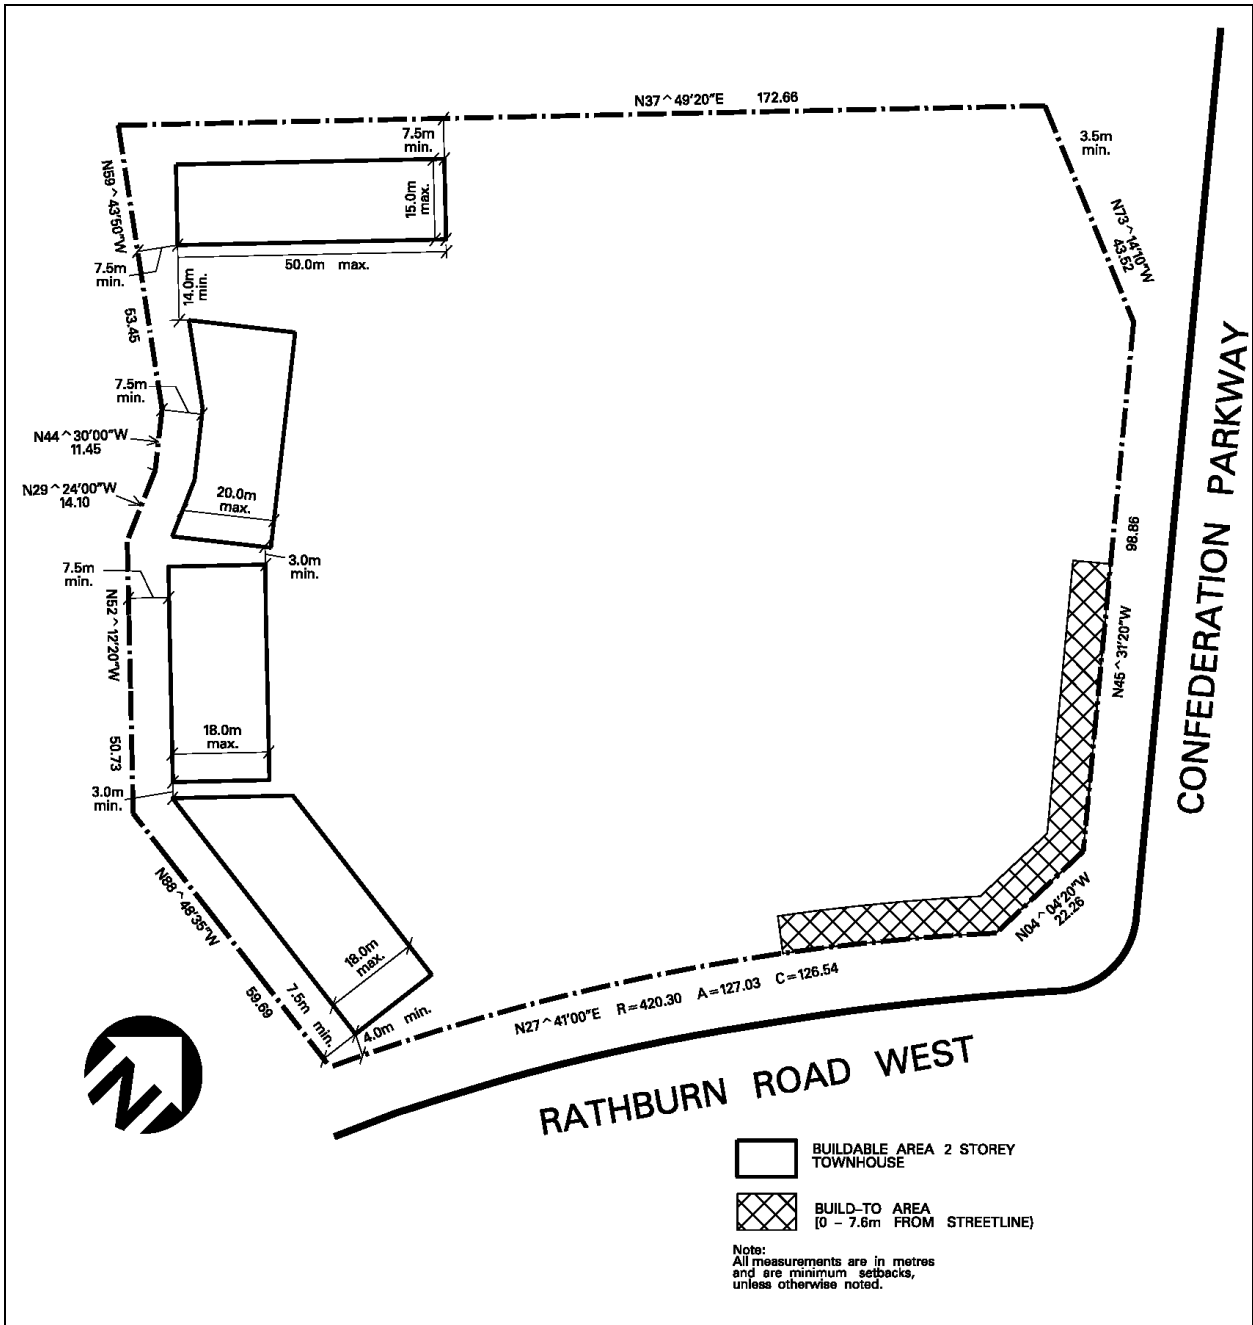 N37^49'20"E 172.66
7.5m
min.
3.5m
min.
N59^43'50"W
15.0m
max.
N73^14'10"W
43.52
7.5m
min.
50.0m max.
14.0m
min.
53.45
7.5m
min.
N44^30'00"W
11.45
N29^24'00"W
14.10
20.0m
max.
3.0m
min.
7.5m
min.
98.86
N52^12'20"W
N45^31'20"W
CONFEDERATION PARKWAY
18.0m
max.
50.73
3.0m
min.
N88^48'35"W
59.69
18.0m
max.
7.5m min.
4.0m min.
N04^04'20"W
22.26
N27^41'00"E R=420.30 A=127.03 C=126.54
N
RATHBURN ROAD WEST
BUILDABLE AREA 2 STOREY
TOWNHOUSE
BUILD-TO AREA
[0 - 7.6m FROM STREETLINE]
Note:
All measurements are in metres
and are minimum setbacks,
unless otherwise noted.